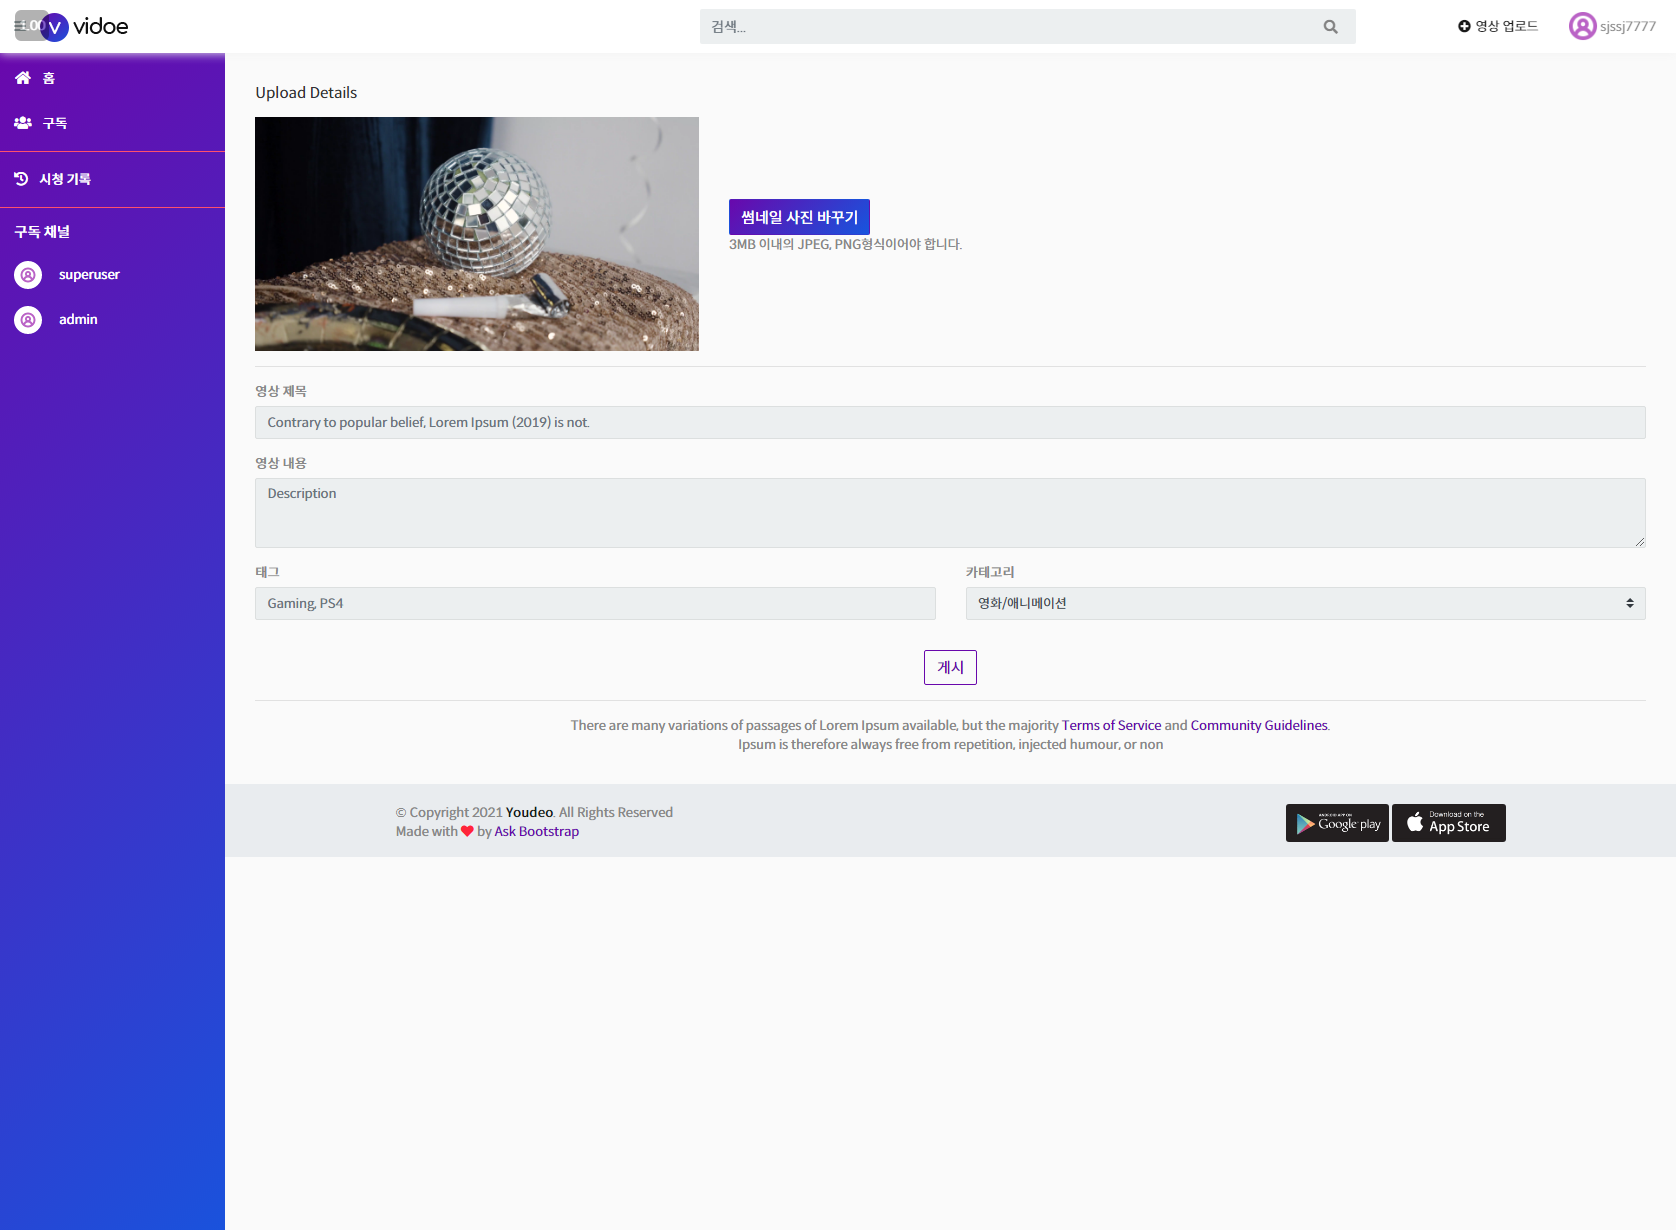 1.00
vidoe
검색...
영상 업로드
sjssj7777
홈
구독
시청 기록
구독 채널
superuser
admin
Upload Details
썸네일 사진 바꾸기
3MB 이내의 JPEG, PNG형식이어야 합니다.
영상 제목
Contrary to popular belief, Lorem Ipsum (2019) is not.
영상 내용
Description
태그
카테고리
Gaming, PS4
영화/애니메이션
게시
There are many variations of passages of Lorem Ipsum available, but the majority Terms of Service and Community Guidelines.
Ipsum is therefore always free from repetition, injected humour, or non
© Copyright 2021 Youdeo. All Rights Reserved
Made with ❤ by Ask Bootstrap
ANDROID APP ON
Google play
Download on the
App Store